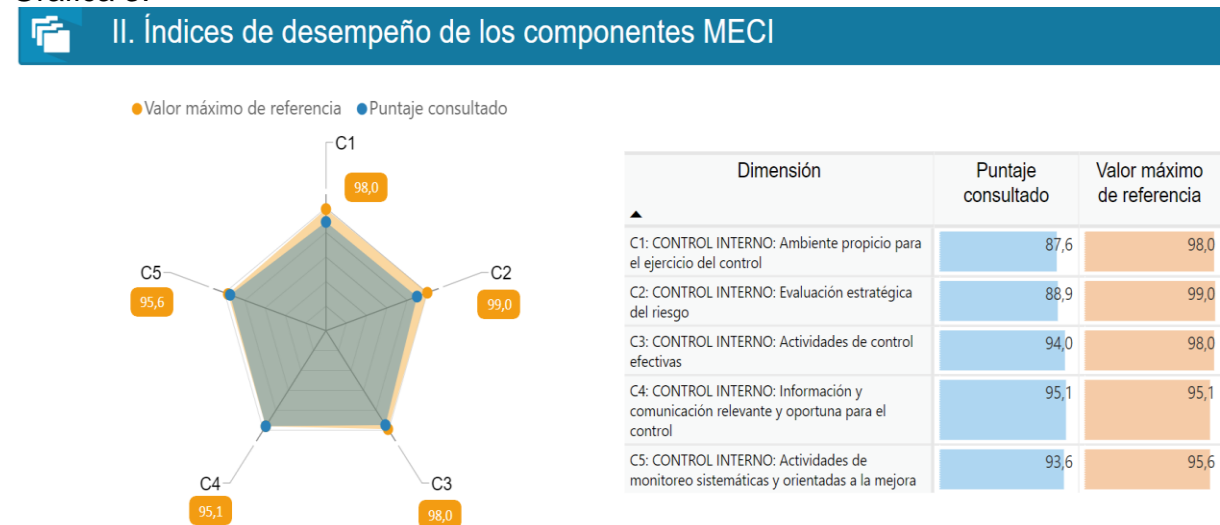 II. Índices de desempeño de los componentes MECI
Valor máximo de referencia Puntaje consultado
C1
98,0
C5
95,6
C2
99,0
C4
95,1
C3
98,0
Dimensión Puntaje consultado Valor máximo de referencia
C1: CONTROL INTERNO: Ambiente propicio para
el ejercicio del control
87,6 98,0
C2: CONTROL INTERNO: Evaluación estratégica
del riesgo
88,9 99,0
C3: CONTROL INTERNO: Actividades de control
efectivas
94,0 98,0
C4: CONTROL INTERNO: Información y
comunicación relevante y oportuna para el
control
95,1 95,1
C5: CONTROL INTERNO: Actividades de
monitoreo sistemáticas y orientadas a la mejora
93,6 95,6